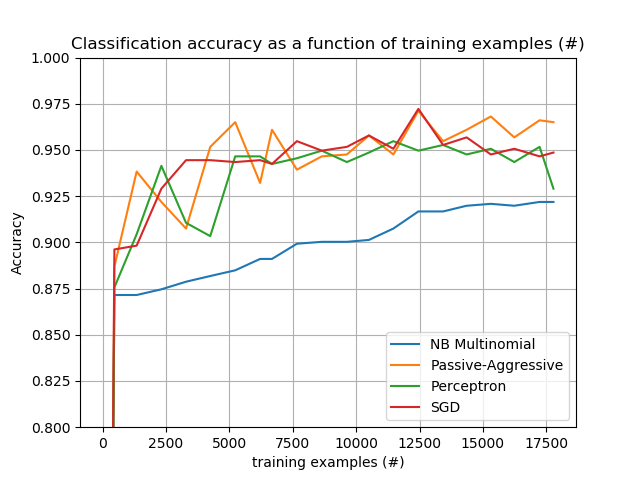 Classification accuracy as a function of training examples (#)
1.000
0.975
0.950
0.925
0.900
0.875
0.850
0.825
0.800
Accuracy
NB Multinomial
Passive-Aggressive
Perceptron
SGD
0 2500 5000 7500 10000 12500 15000 17500
training examples (#)